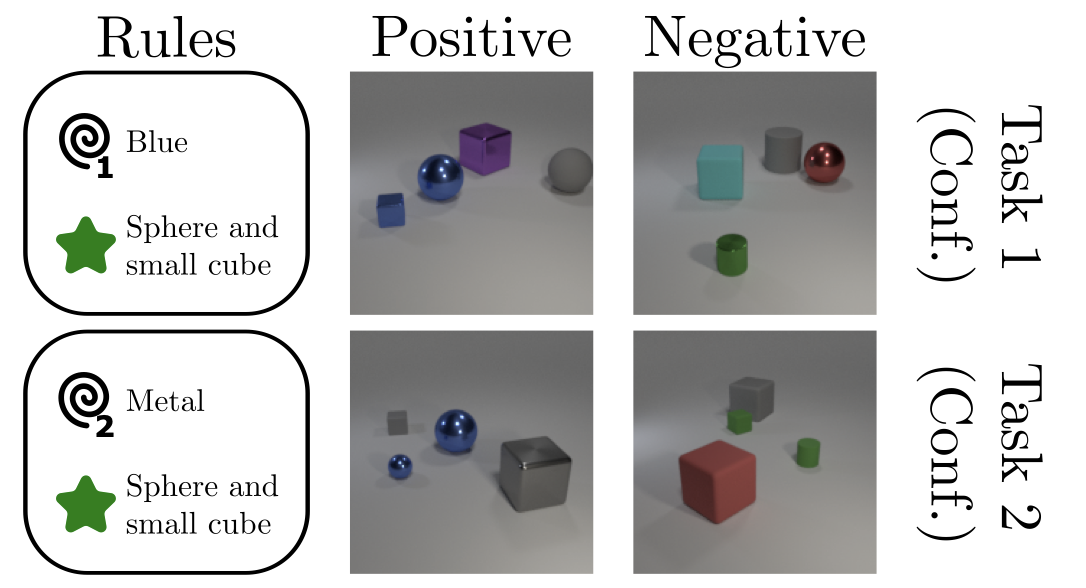 Rules
Positive
Negative
1
Blue
Sphere and
small cube
Task 1
(Conf.)
2
Metal
Sphere and
small cube
Task 2
(Conf.)